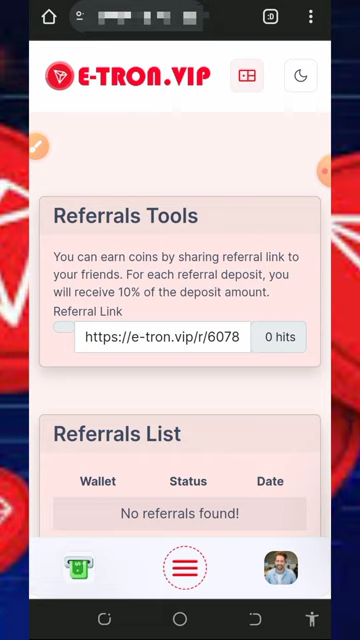 E-TRON.VIP
Referrals Tools
You can earn coins by sharing referral link to
your friends. For each referral deposit, you
will receive 10% of the deposit amount.
Referral Link
https://e-tron.vip/r/6078 0 hits
Referrals List
Wallet Status Date
No referrals found!